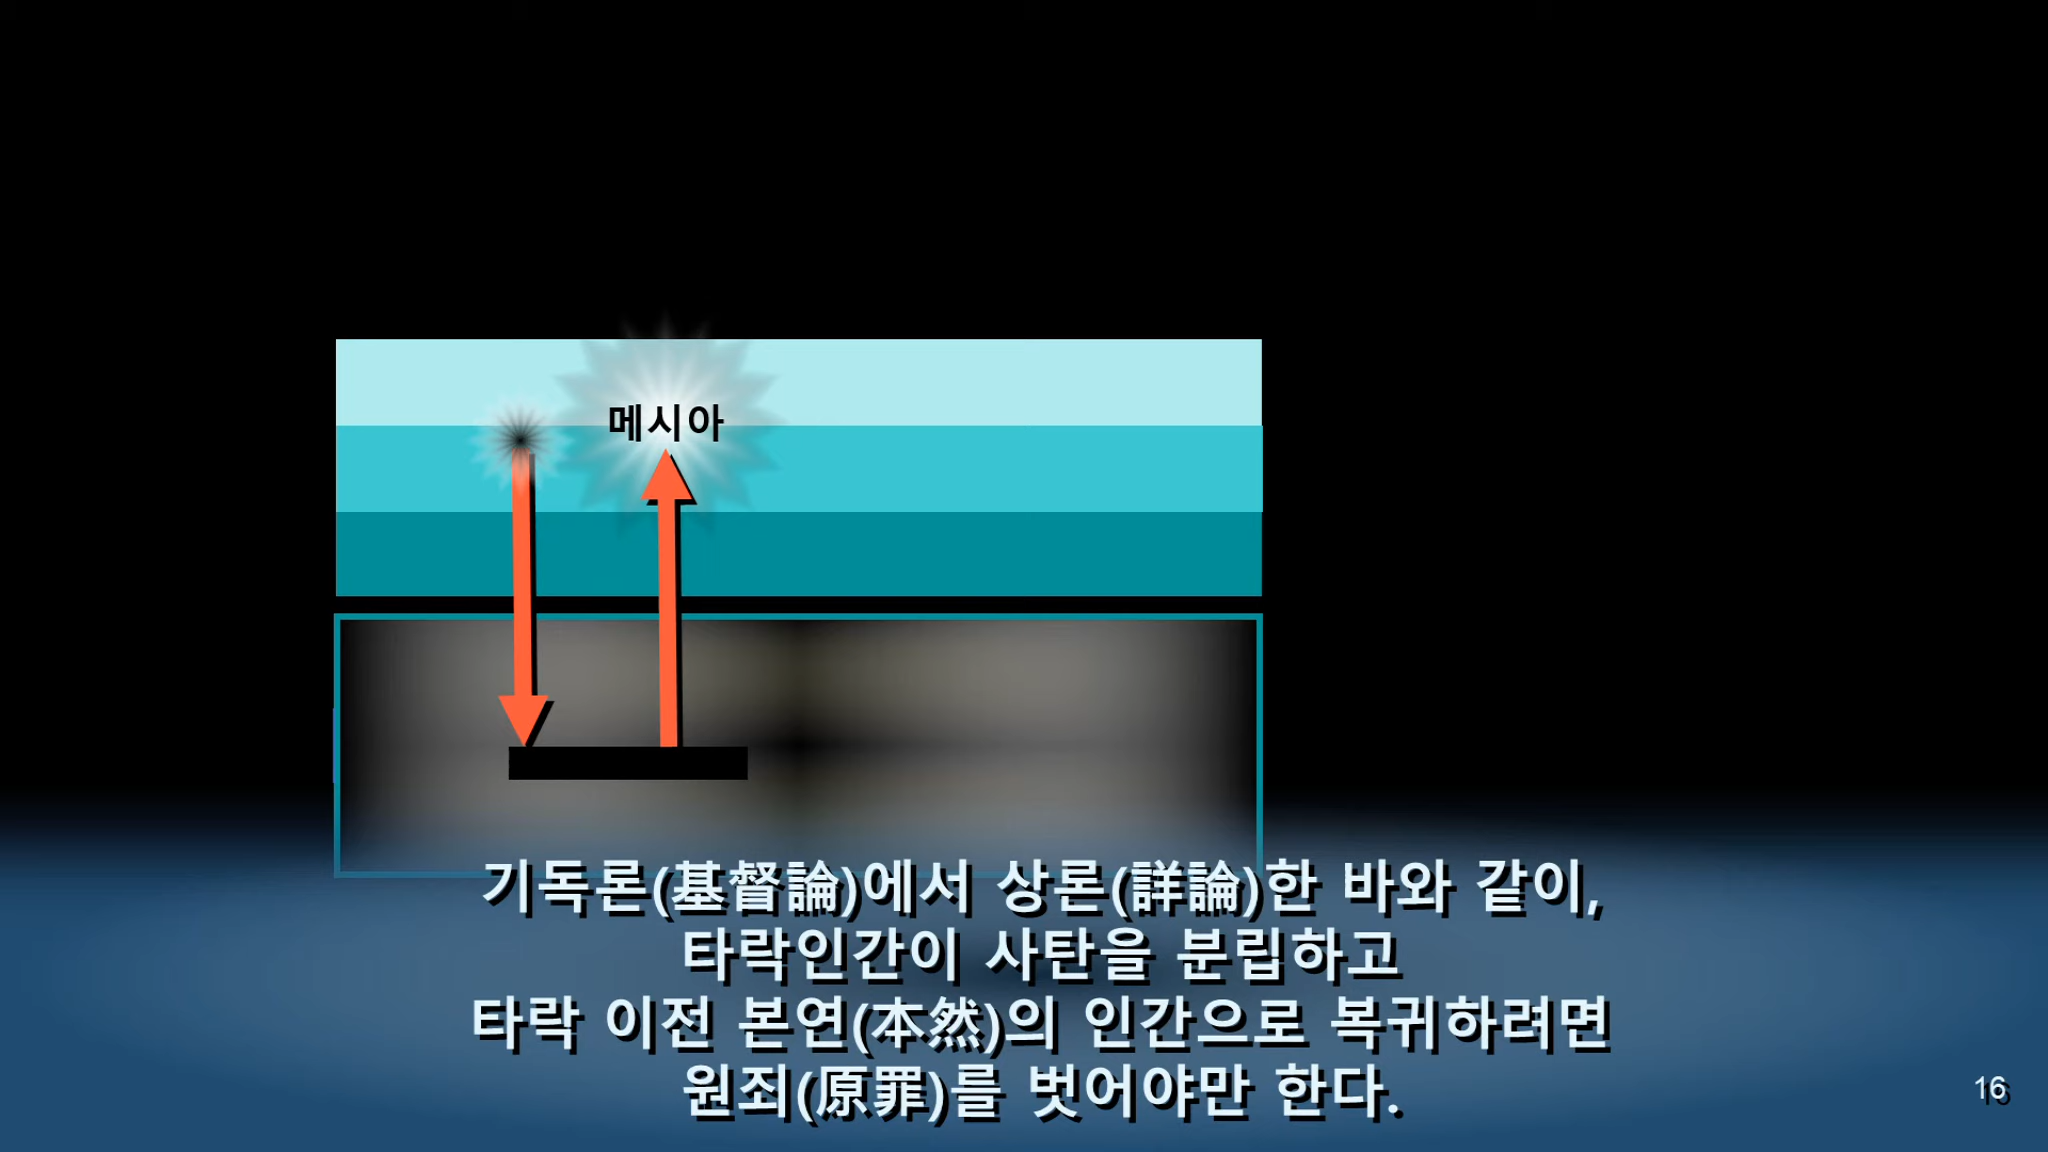 메시아
기독론(基督論)에서 상론(詳論)한 바와 같이,
타락인간이 사탄을 분립하고
타락 이전 본연(本然)의 인간으로 복귀하려면
원죄(原罪)를 벗어야만 한다.
16